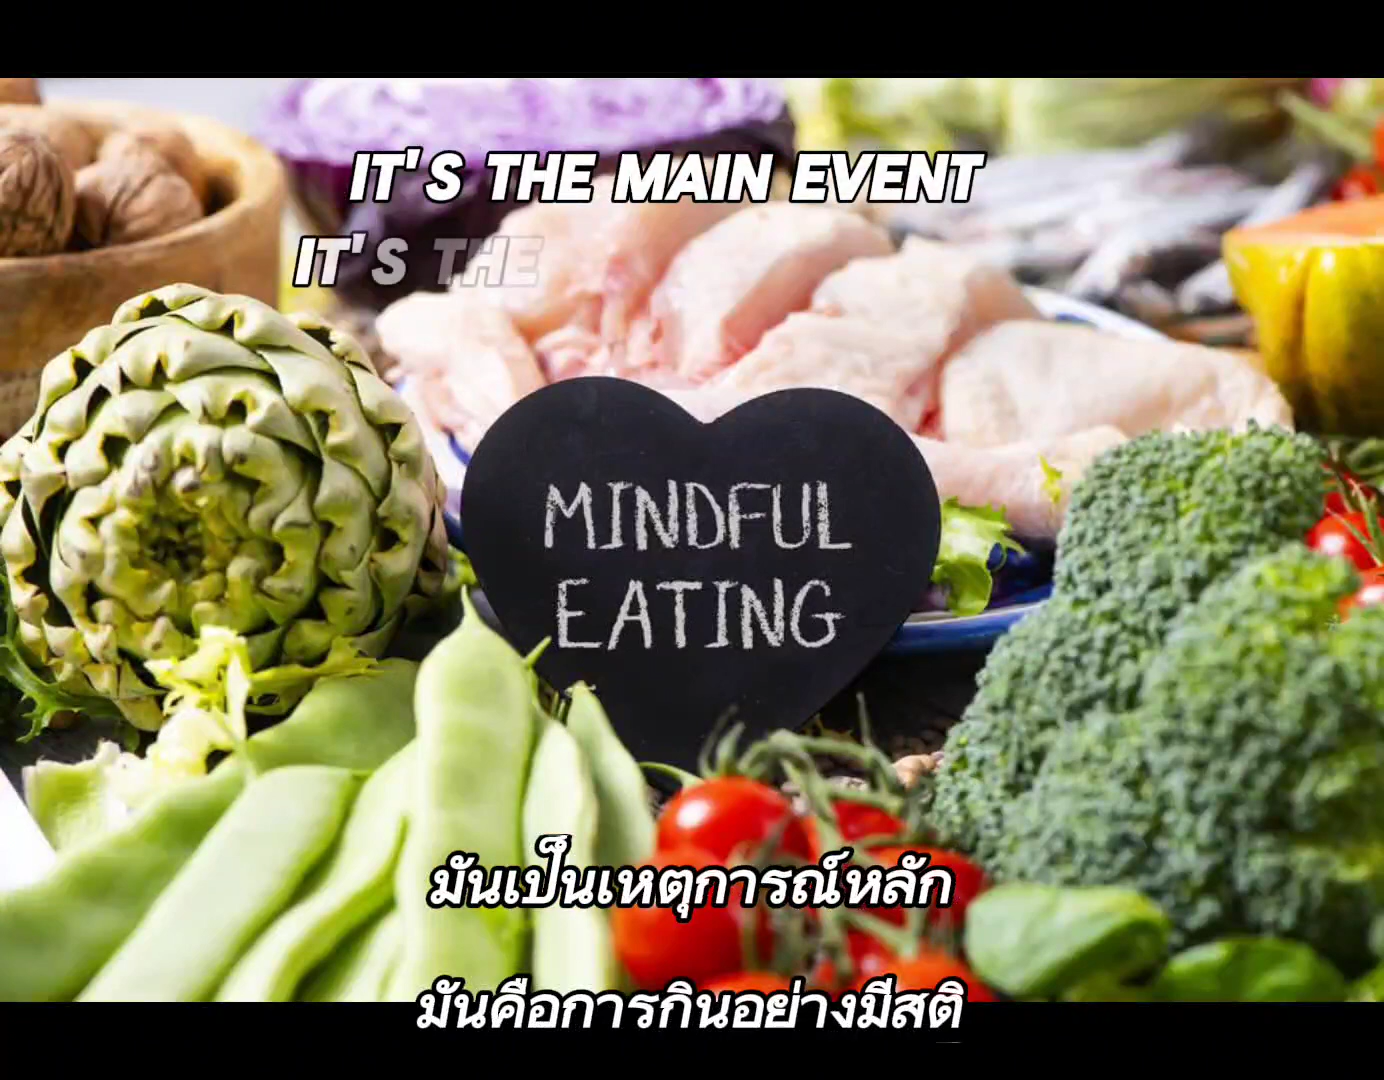 IT'S THE MAIN EVENT
IT'S THE
MINDFUL
EATING
มันเป็นเหตุการณ์หลัก
มันคือการกินอย่างมีสติ